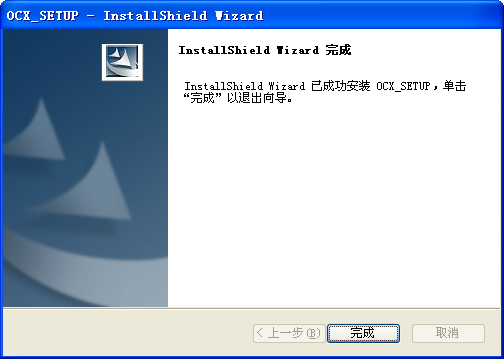 OCX_SETUP - InstallShield Wizard
InstallShield Wizard 完成
InstallShield Wizard 已成功安装 OCX_SETUP，单击
“完成”以退出向导。
< 上一步(B)
完成
取消